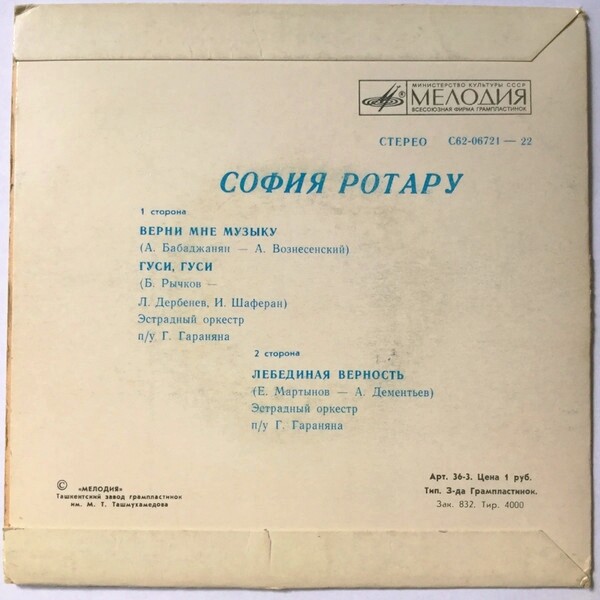 МИНИСТЕРСТВО КУЛЬТУРЫ СССР
МЕЛОДИЯ
ВСЕСОЮЗНАЯ ФИРМА ГРАМПЛАСТИНОК
СТЕРЕО С62-06721 — 22
СОФИЯ РОТАРУ
1 сторона
ВЕРНИ МНЕ МУЗЫКУ
(А. Бабаджанян — А. Вознесенский)
ГУСИ, ГУСИ
(Б. Рычков —
Л. Дербенев, И. Шаферан)
Эстрадный оркестр
п/у Г. Гараняна
2 сторона
ЛЕБЕДИНАЯ ВЕРНОСТЬ
(Е. Мартынов — А. Дементьев)
Эстрадный оркестр
п/у Г. Гараняна
© «МЕЛОДИЯ»
Ташкентский завод грампластинок
им. М. Т. Ташмухамедова
Арт. 36-3. Цена 1 руб.
Тип. З-да Грампластинок.
Зак. 832. Тир. 4000